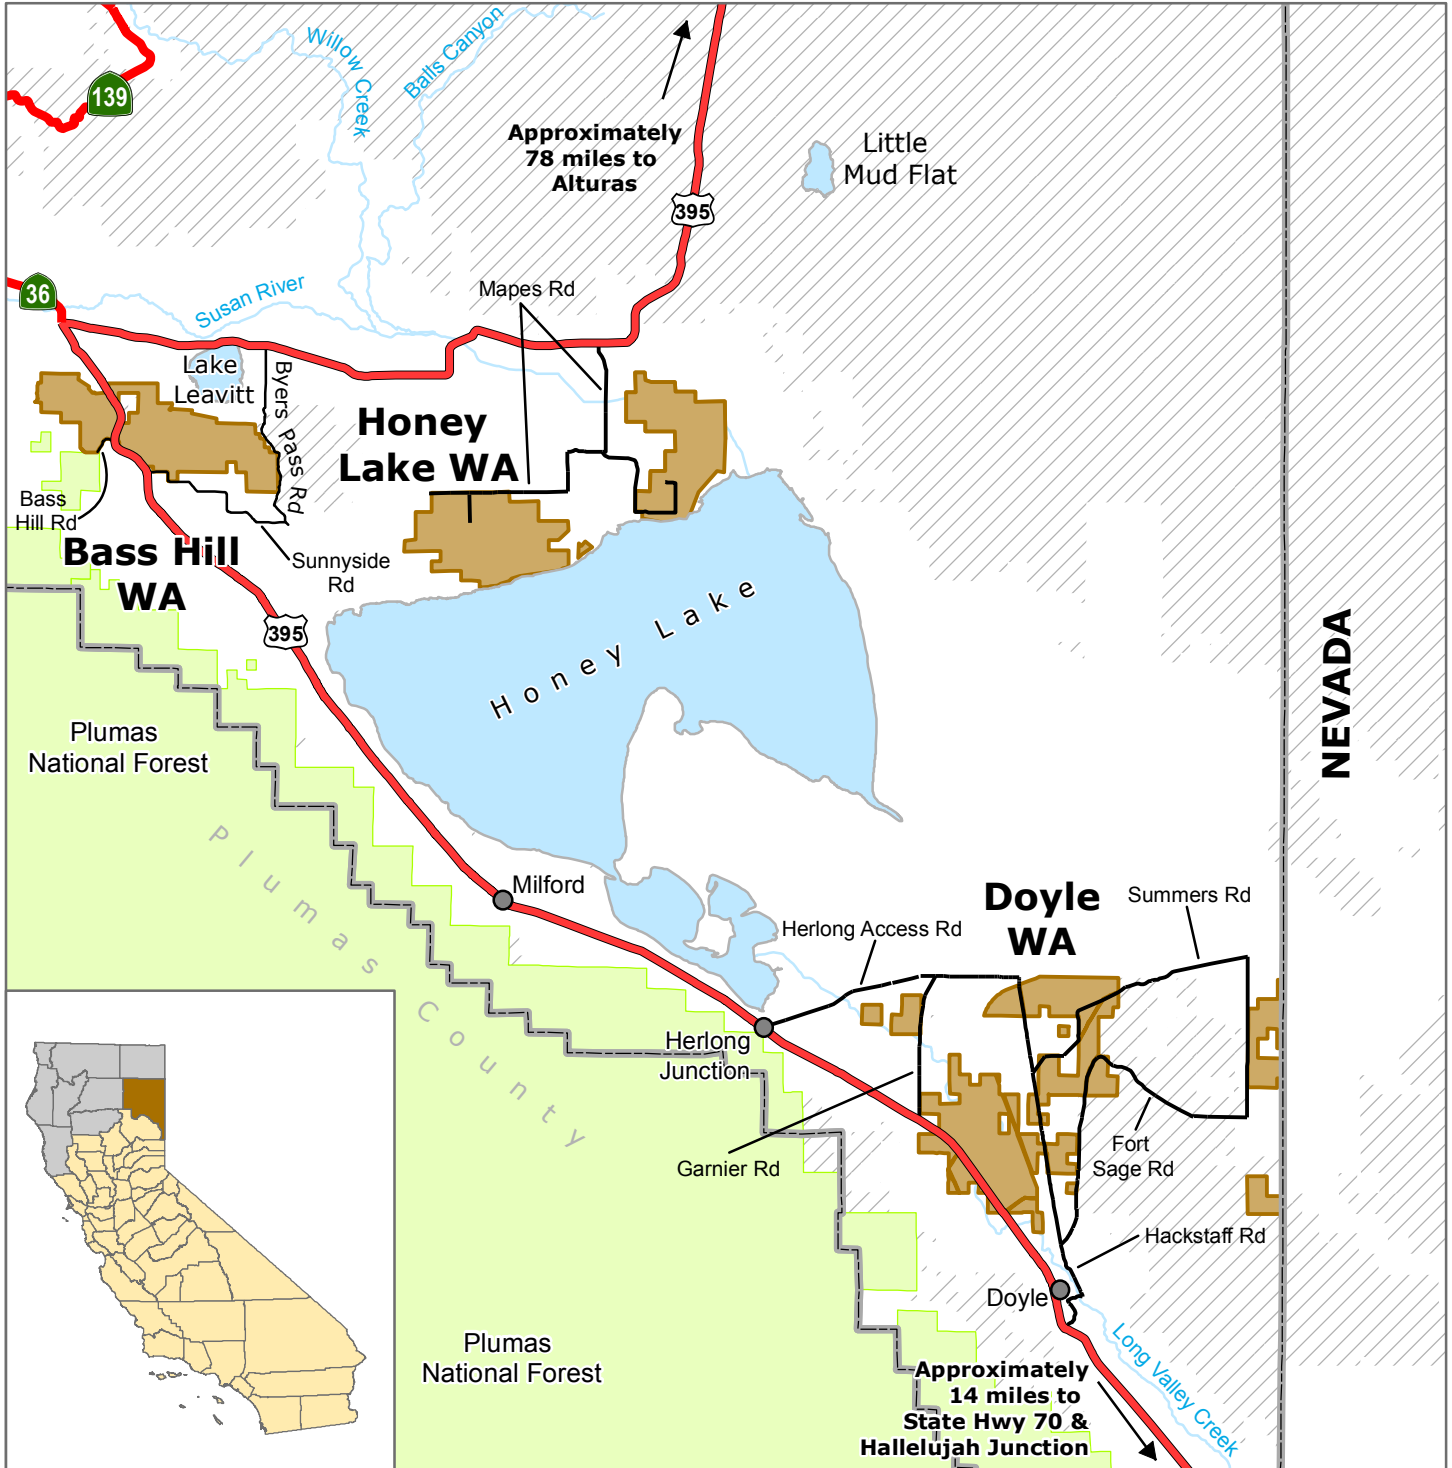 Willow
Creek
Balls Canyon
139
Approximately
78 miles to
Alturas
Little
Mud Flat
395
36
Susan River
Mapes Rd
Lake
Leavitt
Byers Pass Rd
Honey
Lake WA
Bass
Hill Rd
Bass Hill
WA
Sunnyside
Rd
395
Honey Lake
NEVADA
Plumas
National Forest
Plumas
County
Milford
Doyle
WA
Summers Rd
Herlong Access Rd
Herlong
Junction
Garnier Rd
Fort
Sage Rd
Hackstaff Rd
Doyle
Long Valley Creek
Plumas
National Forest
Approximately
14 miles to
State Hwy 70 &
Hallelujah Junction